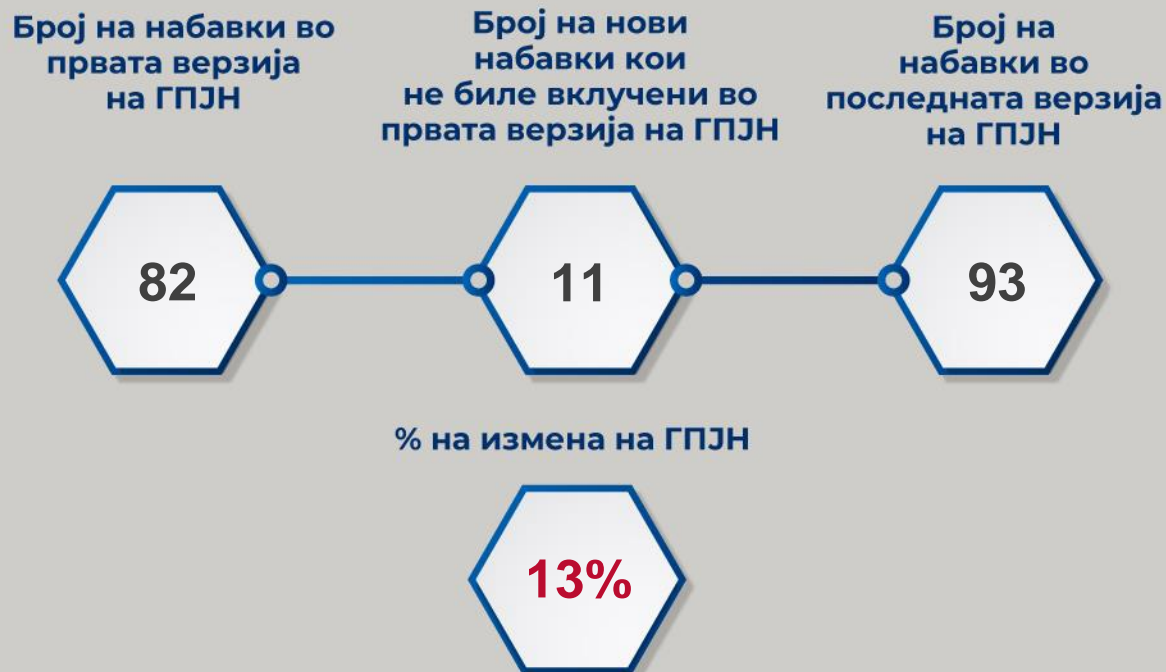 Број на набавки во
првата верзија
на ГПЈН
Број на нови
набавки кои
не биле вклучени во
првата верзија на ГПЈН
Број на
набавки во
последната верзија
на ГПЈН
82
11
93
% на измена на ГПЈН
13%